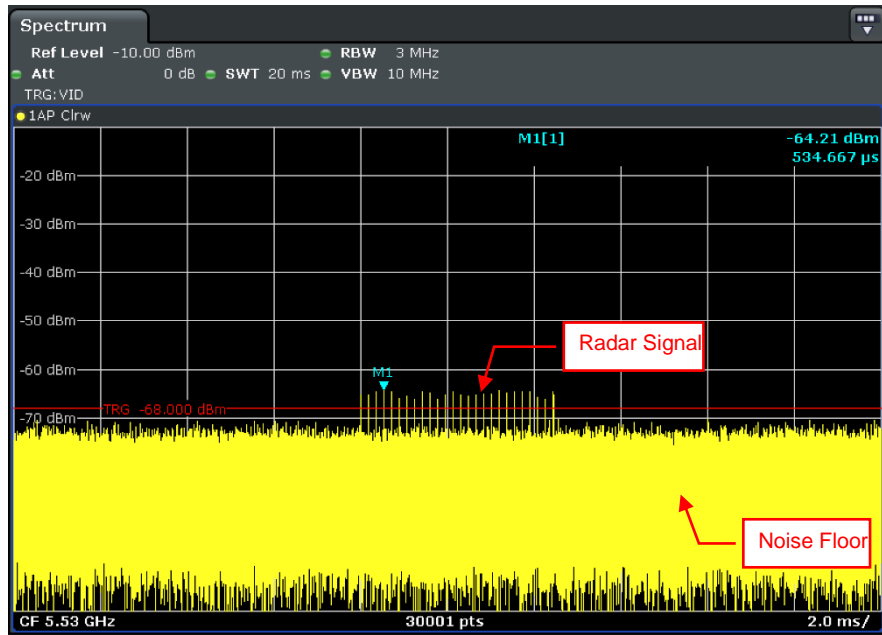 Spectrum
Ref Level -10.00 dBm RBW 3 MHz
Att 0 dB SWT 20 ms VBW 10 MHz
TRG:VID
1AP Clrw
M1[1] -64.21 dBm
534.667 µs
-20 dBm
-30 dBm
-40 dBm
-50 dBm
Radar Signal
-60 dBm
M1
TRG -68.000 dBm
-70 dBm
Noise Floor
CF 5.53 GHz 30001 pts 2.0 ms/